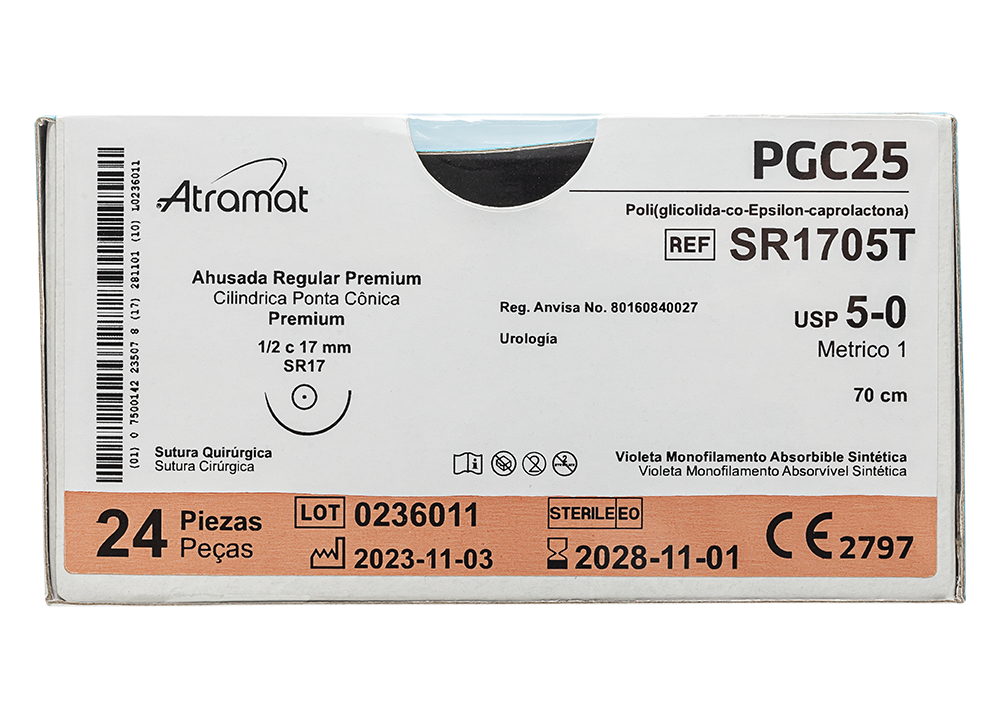 Atramat
PGC25
Poli(glicolida-co-Epsilon-caprolactona)
REF SR1705T
Ahusada Regular Premium
Cilindrica Ponta Cônica
Premium
1/2 c 17 mm
SR17
Reg. Anvisa No. 80160840027
Urología
USP 5-0
Metrico 1
70 cm
(01) 0 7500142 23507 8 (17) 281101 (10) L0236011
Sutura Quirúrgica
Sutura Cirúrgica
Violeta Monofilamento Absorbible Sintética
Violeta Monofilamento Absorvivel Sintética
24 Piezas
Peças
LOT 0236011
2023-11-03
STERILE EO
2028-11-01
CE 2797